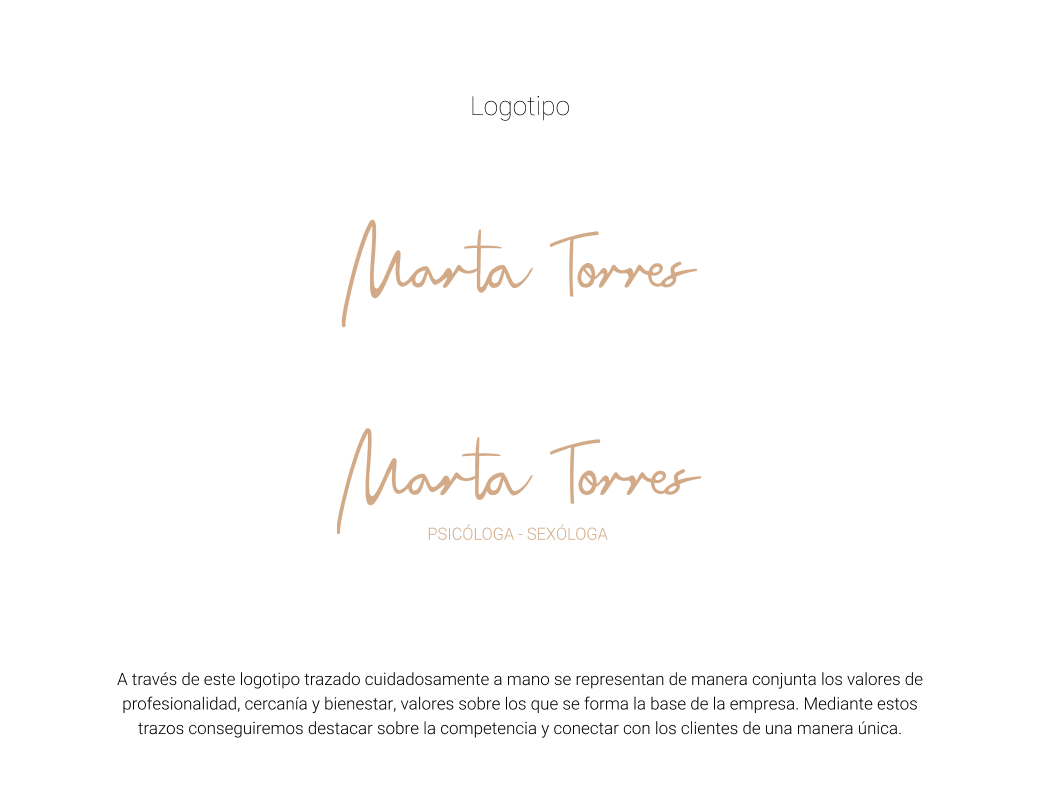 Logotipo
Marta Torres
Marta Torres
PSICÓLOGA - SEXÓLOGA
A través de este logotipo trazado cuidadosamente a mano se representan de manera conjunta los valores de
profesionalidad, cercanía y bienestar, valores sobre los que se forma la base de la empresa. Mediante estos
trazos conseguiremos destacar sobre la competencia y conectar con los clientes de una manera única.